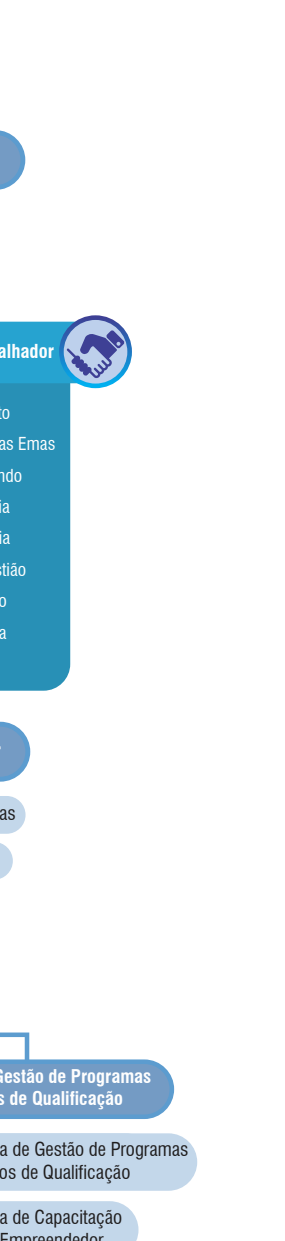 alhador
to
as Emas
ndo
ia
ia
stião
o
a
as
Gestão de Programas
s de Qualificação
a de Gestão de Programas
os de Qualificação
a de Capacitação
Empreendedor